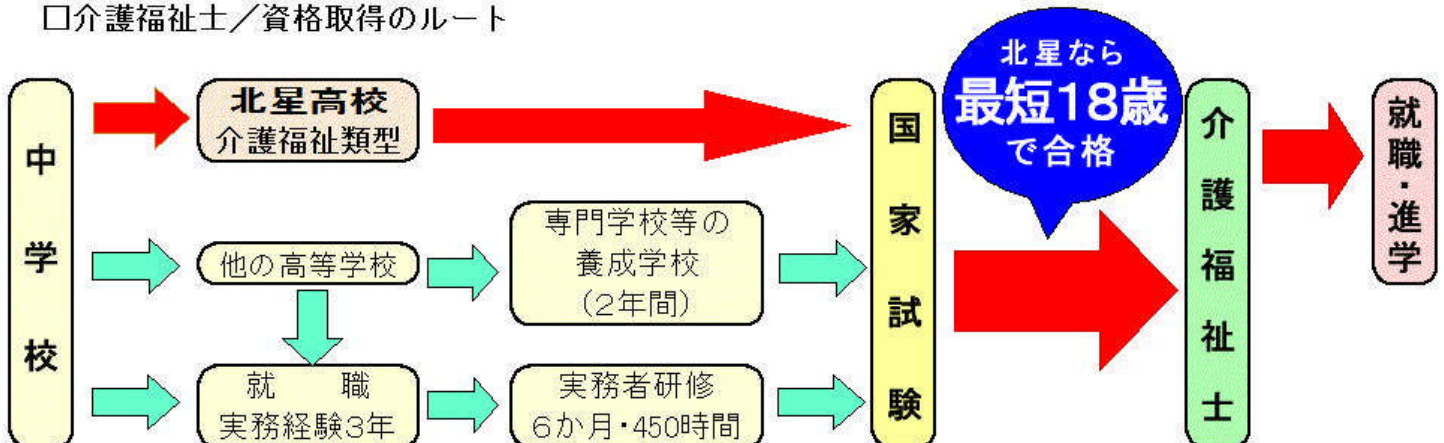 □介護福祉士／資格取得のルート
中学校
北星高校
介護福祉類型
他の高等学校
専門学校等の
養成学校
（2年間）
就　職
実務経験3年
実務者研修
6か月・450時間
国家試験
北星なら
最短18歳
で合格
介護福祉士
就職・進学